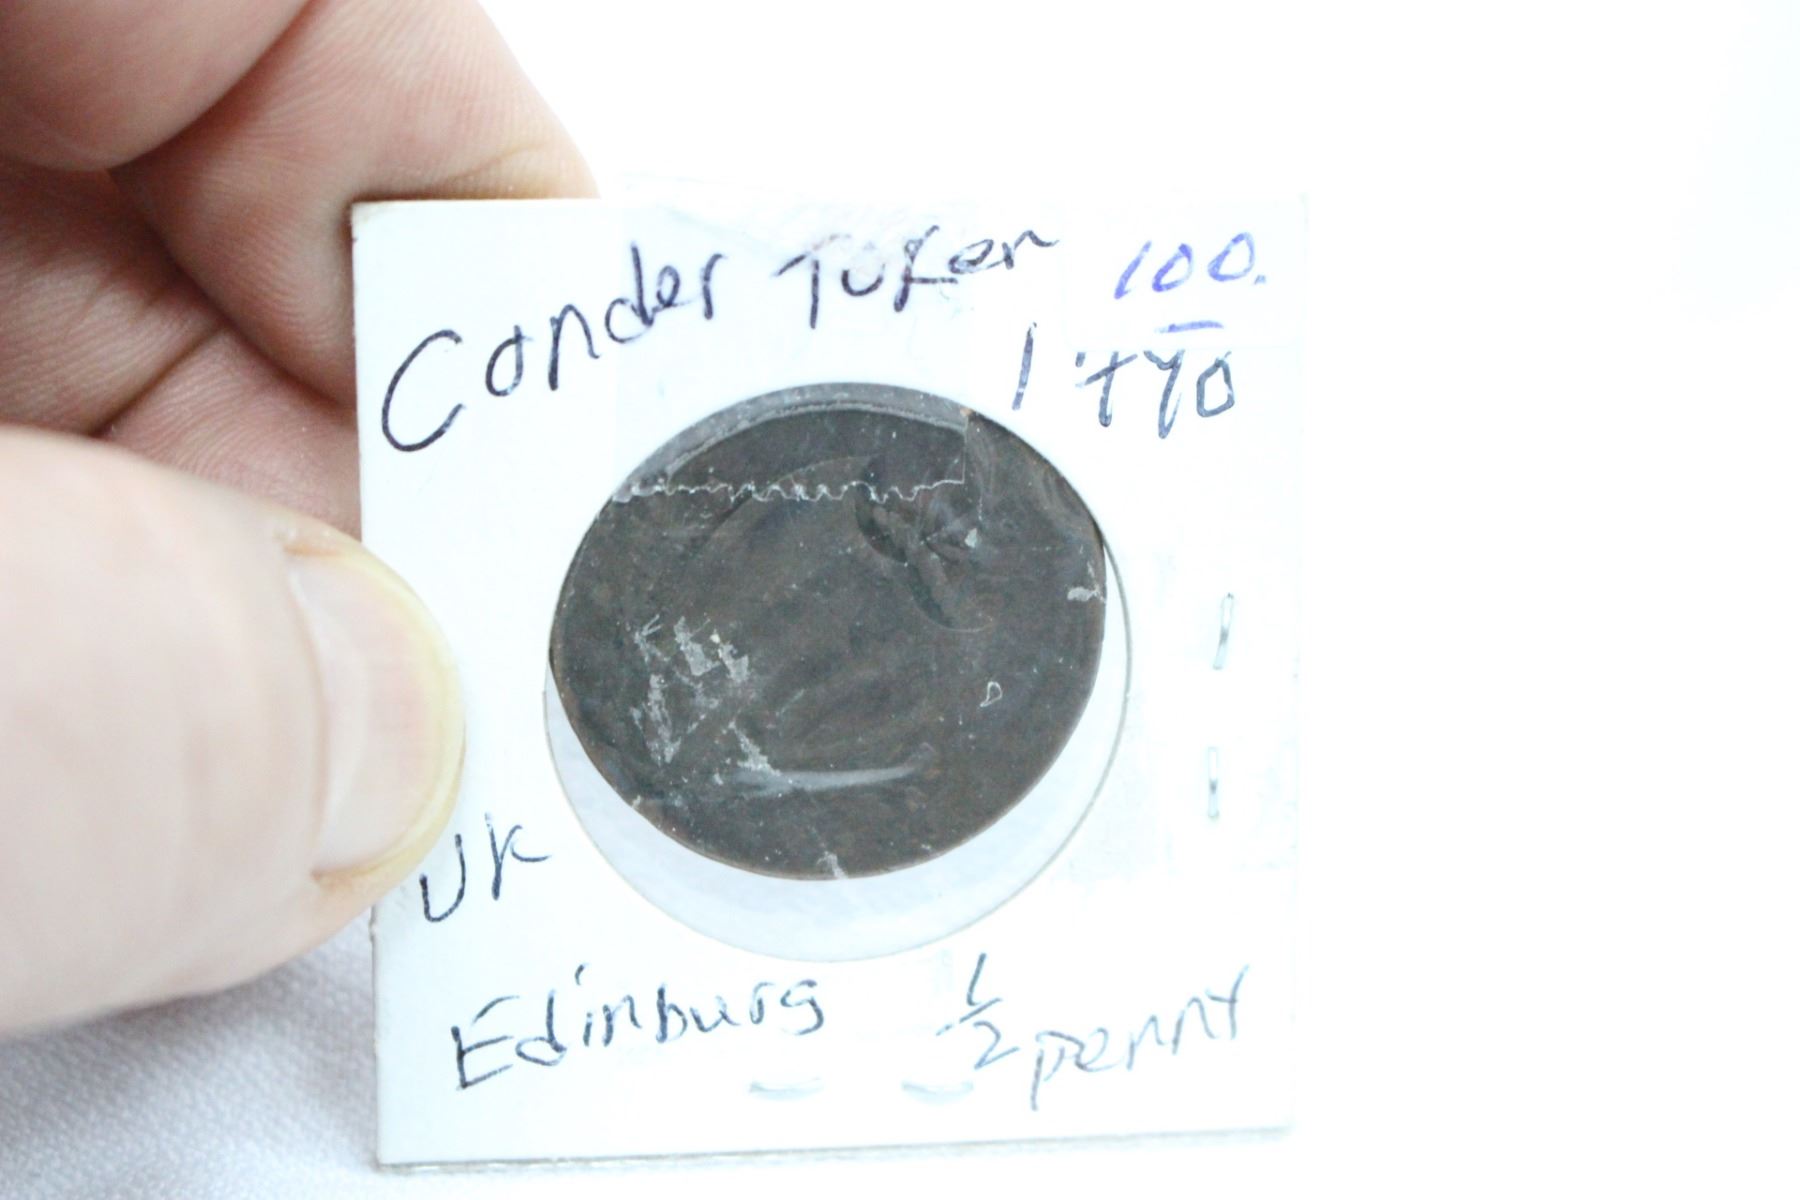 Conder Token
100.
1790
UK
Edinburg 1/2 penny